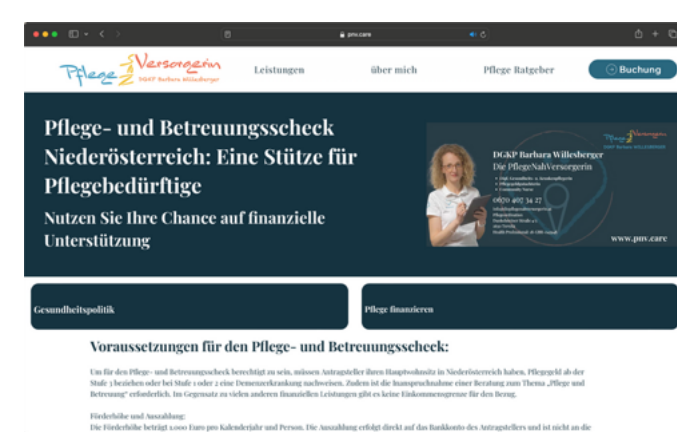 pnv.care
Pflege Nah Versorgerin
DGKP Barbara Willesberger
Leistungen
über mich
Pflege Ratgeber
Buchung
Pflege- und Betreuungsscheck
Niederösterreich: Eine Stütze für
Pflegebedürftige
Nutzen Sie Ihre Chance auf finanzielle
Unterstützung
DGKP Barbara Willesberger
Die PflegeNahVersorgerin
0670 407 34 27
www.pnv.care
Gesundheitspolitik
Pflege finanzieren
Voraussetzungen für den Pflege- und Betreuungsscheck:
Um für den Pflege- und Betreuungsscheck berechtigt zu sein, müssen Antragsteller ihren Hauptwohnsitz in Niederösterreich haben, Pflegegeld ab der
Stufe 3 beziehen oder bei Stufe 1 oder 2 eine Demenzerkrankung nachweisen. Zudem ist die Inanspruchnahme einer Beratung zum Thema „Pflege und
Betreuung“ erforderlich. Im Gegensatz zu vielen anderen finanziellen Leistungen gibt es keine Einkommensgrenze für den Bezug.
Förderhöhe und Auszahlung:
Die Förderhöhe beträgt 1.000 Euro pro Kalenderjahr und Person. Die Auszahlung erfolgt direkt auf das Bankkonto des Antragstellers und ist nicht an die